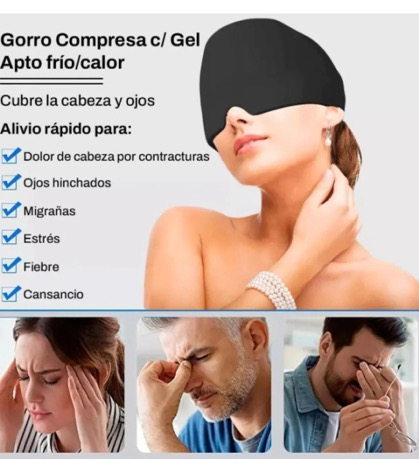 Gorro Compresa c/ Gel
Apto frío/calor
Cubre la cabeza y ojos
Alivio rápido para:
Dolor de cabeza por contracturas
Ojos hinchados
Migrañas
Estrés
Fiebre
Cansancio